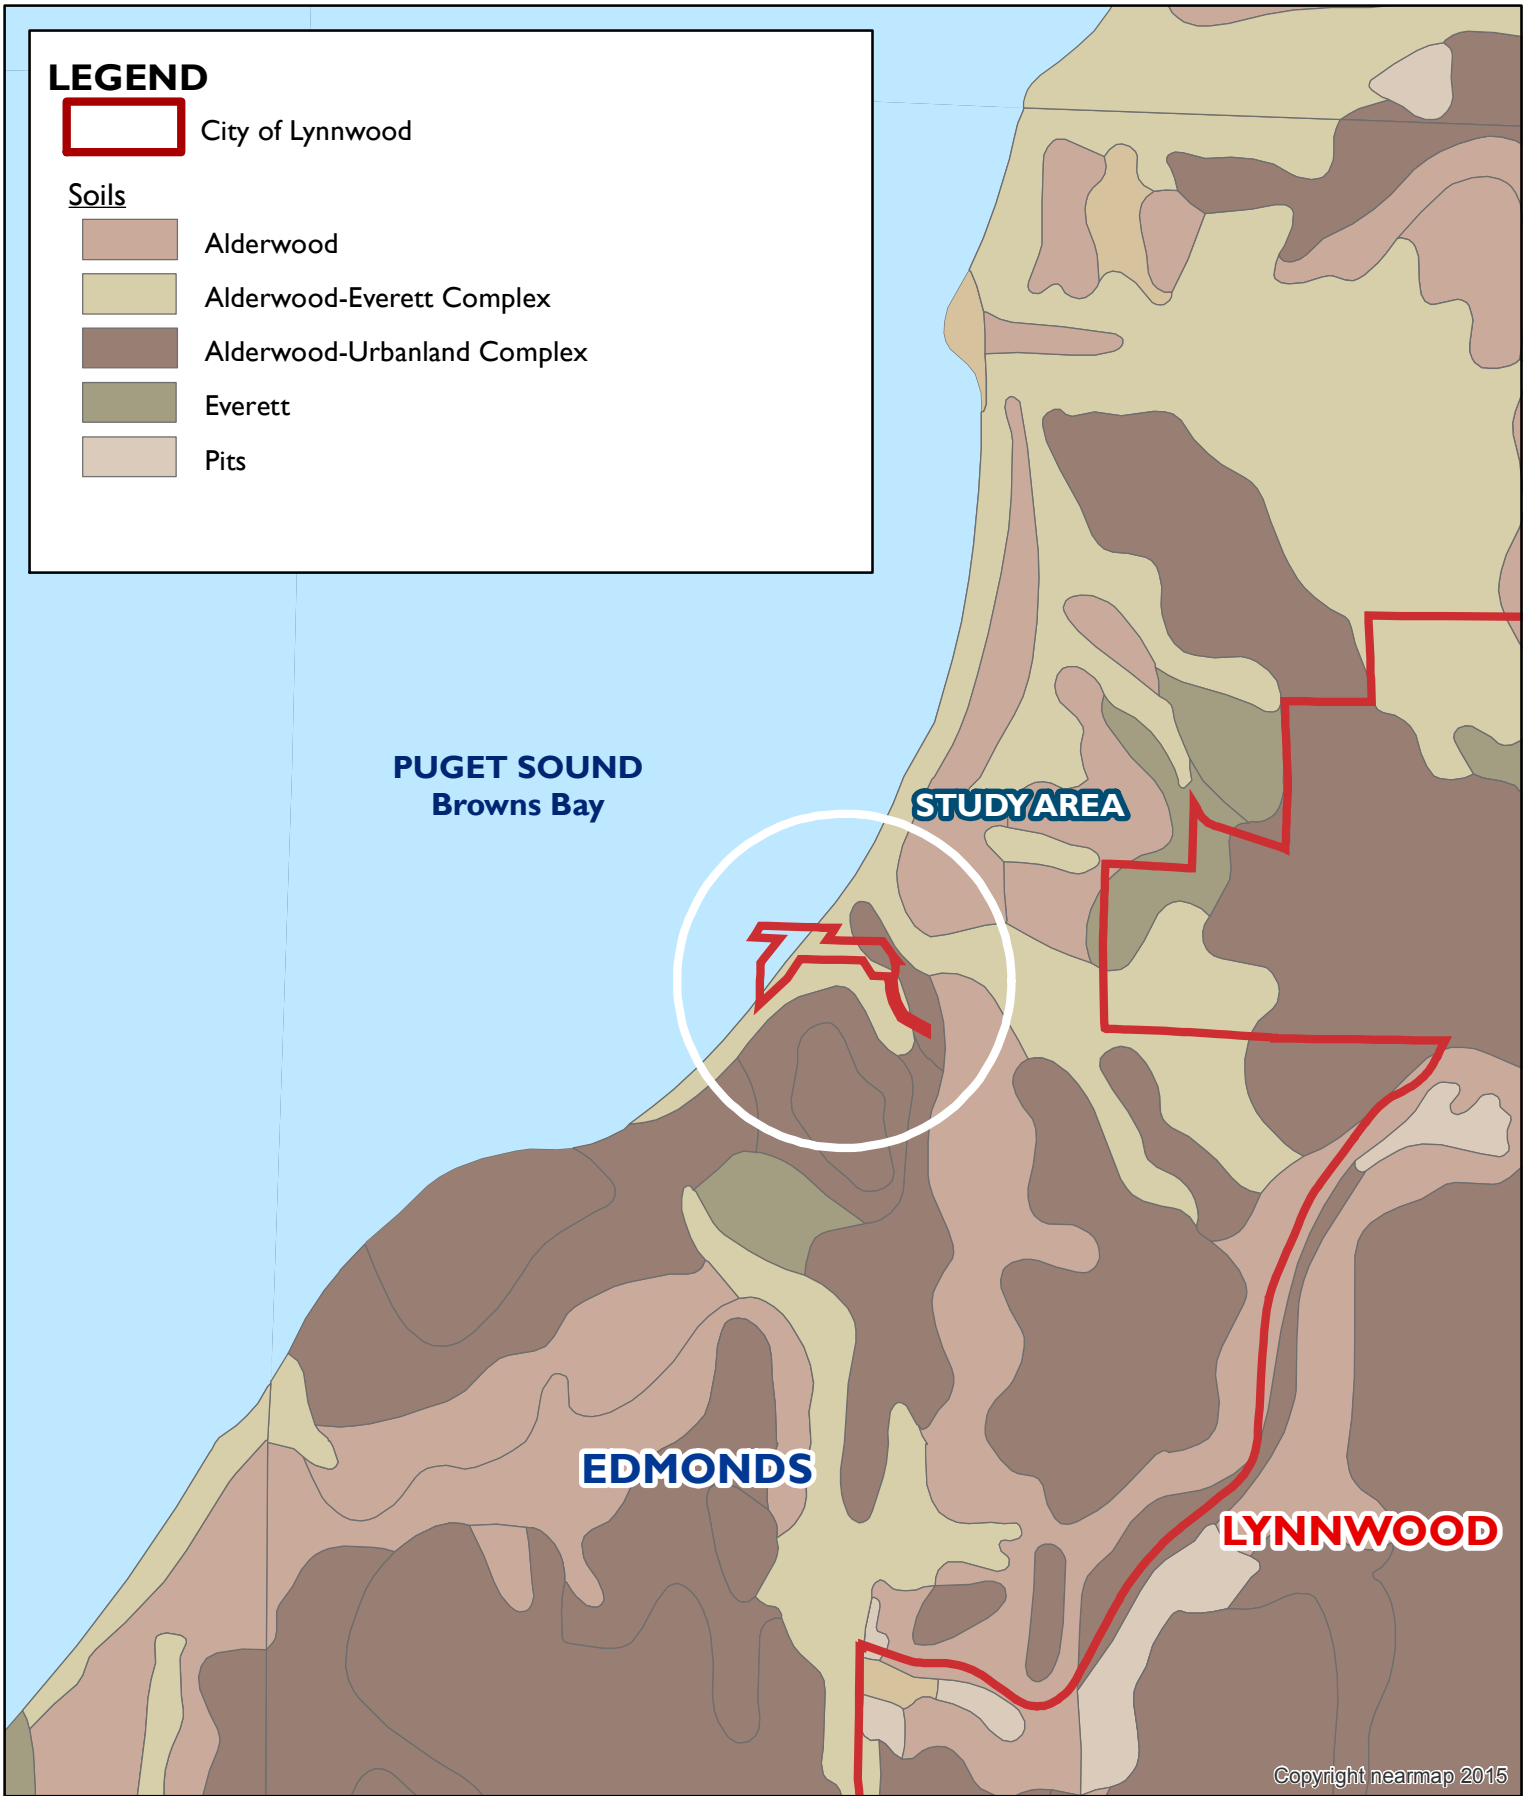 LEGEND
City of Lynnwood
Soils
Alderwood
Alderwood-Everett Complex
Alderwood-Urbanland Complex
Everett
Pits
PUGET SOUND
Browns Bay
STUDY AREA
EDMONDS
LYNNWOOD
Copyright nearmap 2015